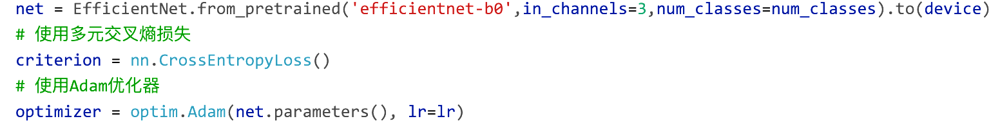 net = EfficientNet.from_pretrained('efficientnet-b0',in_channels=3,num_classes=num_classes).to(device)
# 使用多元交叉熵损失
criterion = nn.CrossEntropyLoss()
# 使用Adam优化器
optimizer = optim.Adam(net.parameters(), lr=lr)